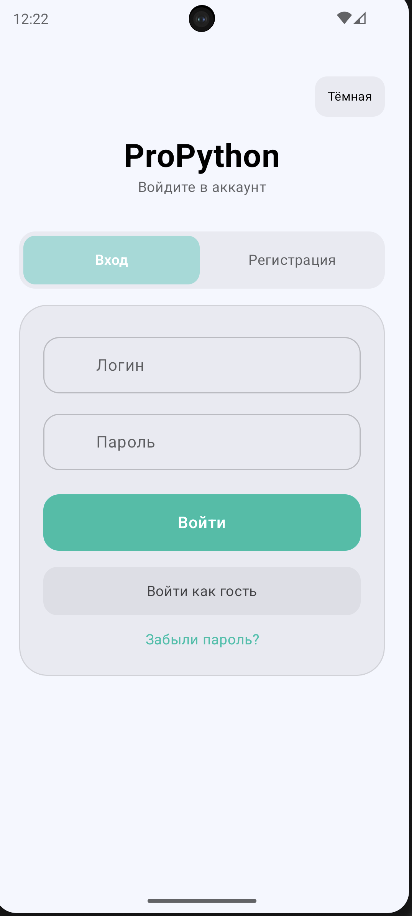 12:22
Тёмная
ProPython
Войдите в аккаунт
Вход
Регистрация
Логин
Пароль
Войти
Войти как гость
Забыли пароль?